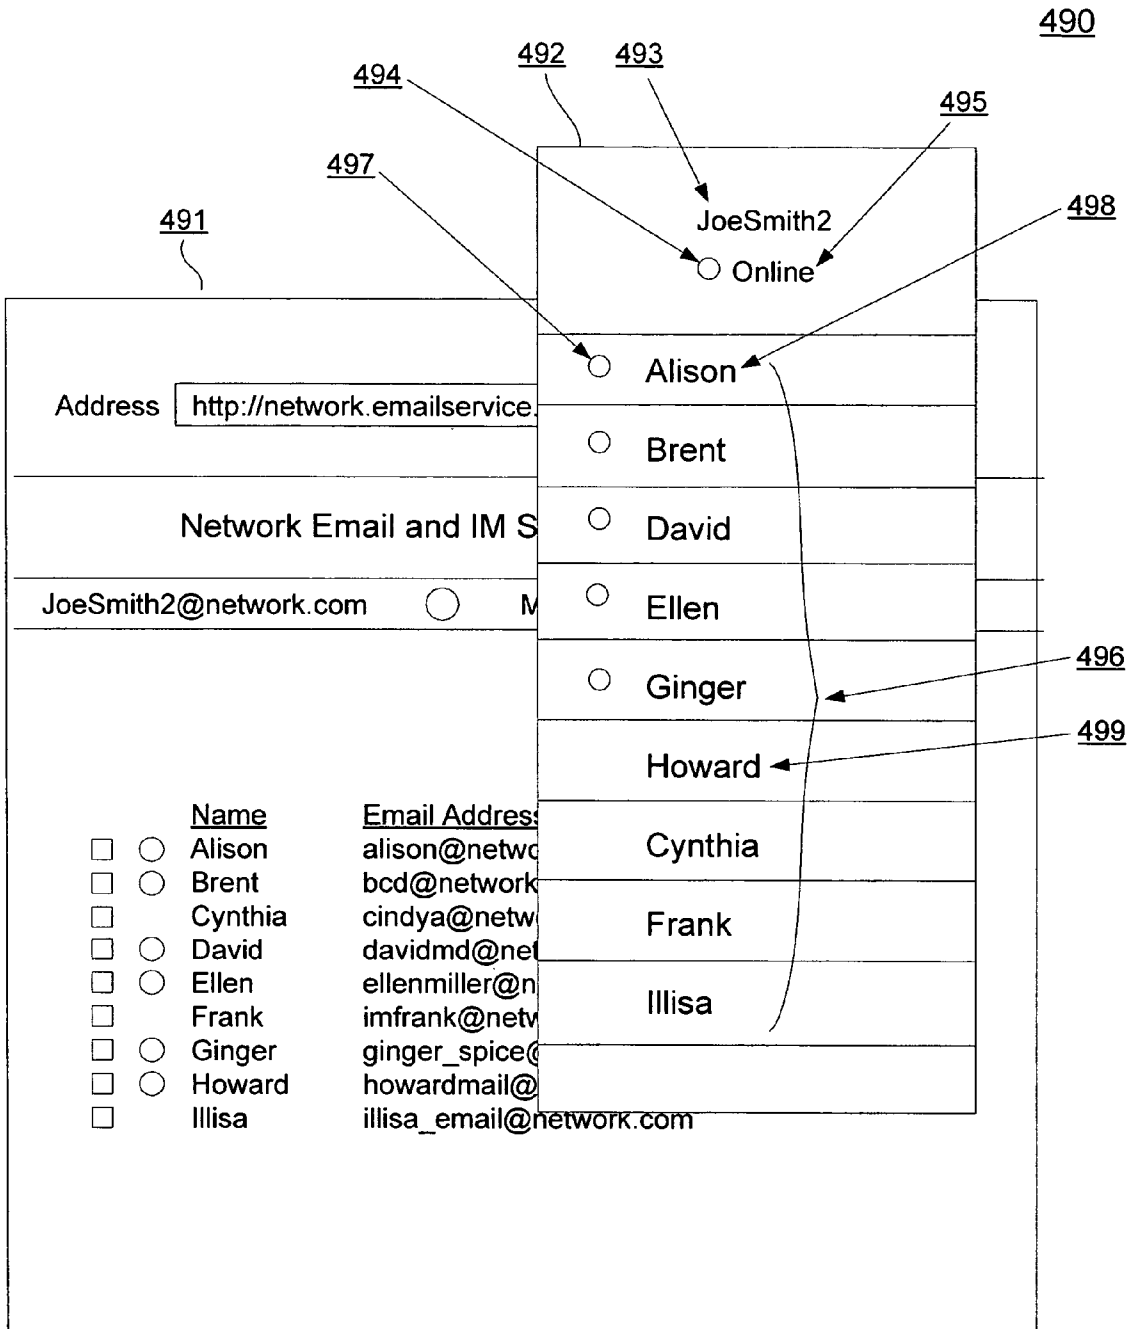 490
492
493
494
495
497
498
491
JoeSmith2
Online
Alison
Address
http://network.emailservice.
Brent
Network Email and IM S
David
JoeSmith2@network.com
M
Ellen
496
Ginger
499
Howard
Cynthia
Frank
Illisa
Name Email Address
Alison alison@netwo
Brent bcd@network
Cynthia cindya@netw
David davidmd@net
Ellen ellenmiller@n
Frank imfrank@netw
Ginger ginger_spice@
Howard howardmail@
Illisa illisa_email@network.com